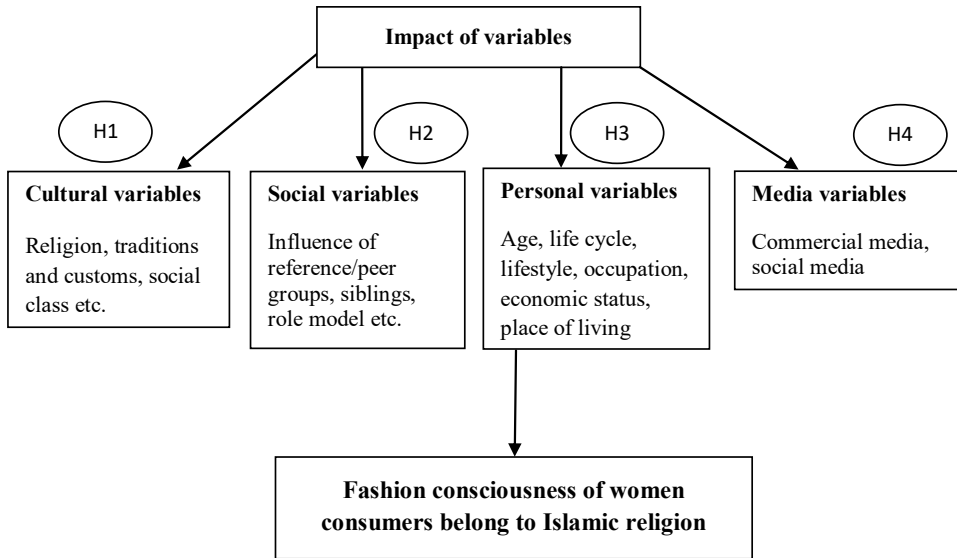 Impact of variables
H1
H2
H3
H4
Cultural variables
Religion, traditions
and customs, social
class etc.
Social variables
Influence of
reference/peer
groups, siblings,
role model etc.
Personal variables
Age, life cycle,
lifestyle, occupation,
economic status,
place of living
Media variables
Commercial media,
social media
Fashion consciousness of women
consumers belong to Islamic religion